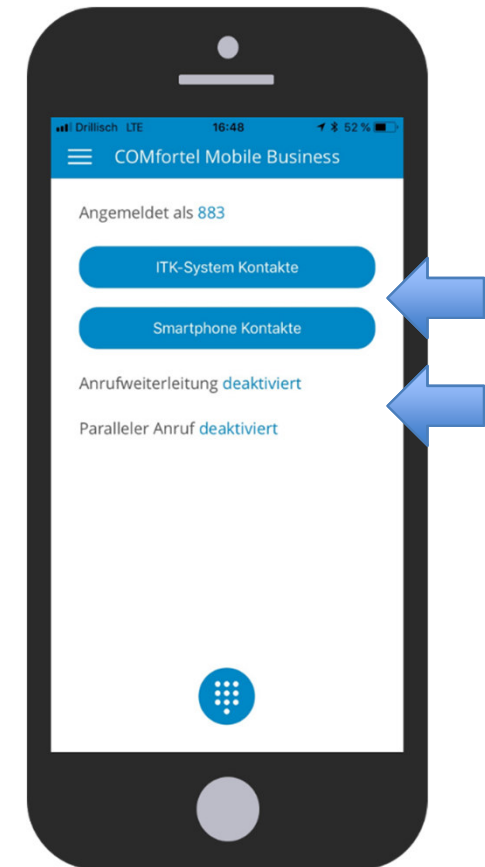 Drillisch LTE 16:48 52 %
COMfortel Mobile Business
Angemeldet als 883
ITK-System Kontakte
Smartphone Kontakte
Anrufweiterleitung deaktiviert
Paralleler Anruf deaktiviert